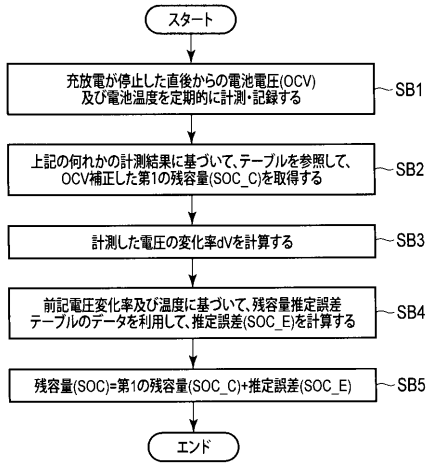 スタート
充放電が停止した直後からの電池電圧(OCV)
及び電池温度を定期的に計測・記録する
SB1
上記の何れかの計測結果に基づいて、テーブルを参照して、
OCV補正した第1の残容量(SOC_C)を取得する
SB2
計測した電圧の変化率dVを計算する
SB3
前記電圧変化率及び温度に基づいて、残容量推定誤差
テーブルのデータを利用して、推定誤差(SOC_E)を計算する
SB4
残容量(SOC)=第1の残容量(SOC_C)+推定誤差(SOC_E)
SB5
エンド